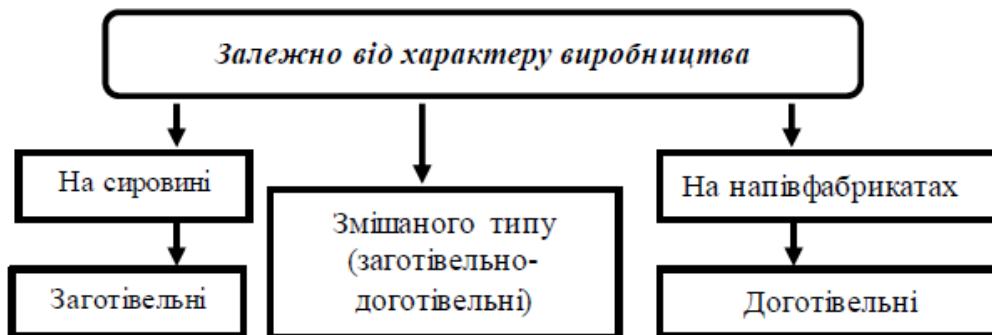 Залежно від характеру виробництва
На сировині
Заготівельні
Змішаного типу
(заготівельно-
доготівельні)
На напівфабрикатах
Доготівельні